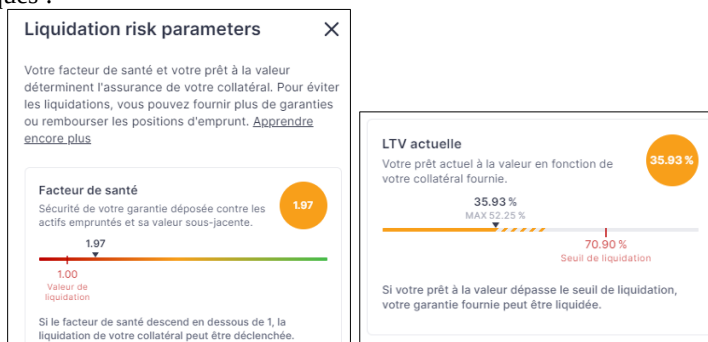 Liquidation risk parameters
Votre facteur de santé et votre prêt à la valeur
déterminent l'assurance de votre collatéral. Pour éviter
les liquidations, vous pouvez fournir plus de garanties
ou rembourser les positions d'emprunt. Apprendre
encore plus
Facteur de santé
Sécurité de votre garantie déposée contre les
actifs empruntés et sa valeur sous-jacente.
1.97
1.97
1.00
Valeur de
liquidation
Si le facteur de santé descend en dessous de 1, la
liquidation de votre collatéral peut être déclenchée.
LTV actuelle
Votre prêt actuel à la valeur en fonction de
votre collatéral fournie.
35.93 %
35.93 %
MAX 52.25 %
70.90 %
Seuil de liquidation
Si votre prêt à la valeur dépasse le seuil de liquidation,
votre garantie fournie peut être liquidée.